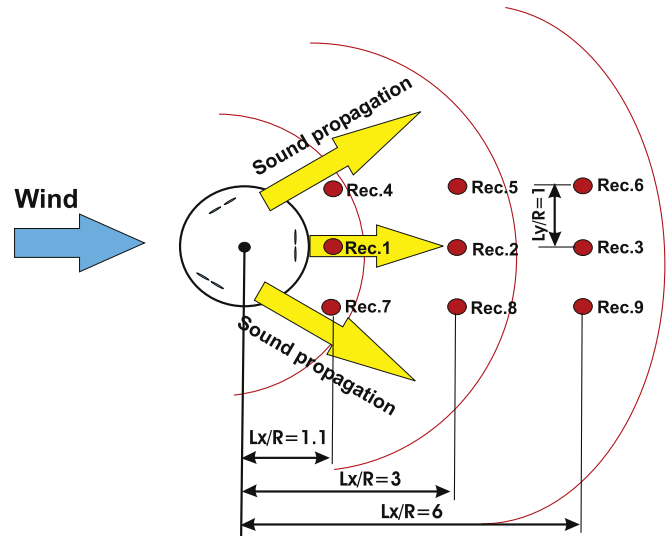 Sound propagation
Wind
Rec.4
Rec.5
Rec.6
Ly/R=1
Rec.1
Rec.2
Rec.3
Rec.7
Rec.8
Rec.9
Sound propagation
Lx/R=1.1
Lx/R=3
Lx/R=6